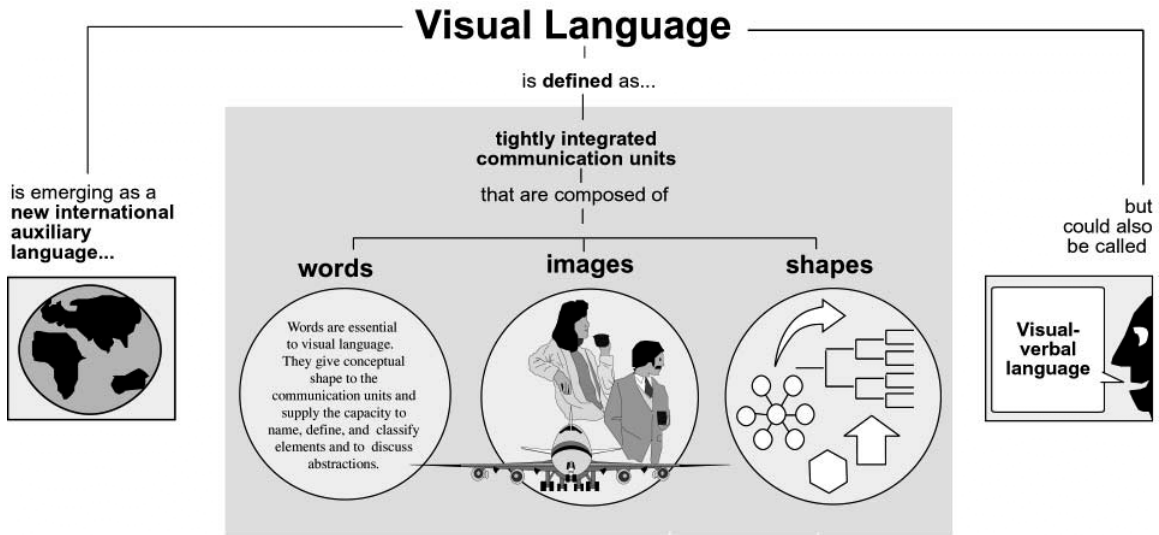 Visual Language
is defined as...
tightly integrated
communication units
that are composed of
is emerging as a
new international
auxiliary
language...
but
could also
be called
words
images
shapes
Words are essential
to visual language.
They give conceptual
shape to the
communication units and
supply the capacity to
name, define, and classify
elements and to discuss
abstractions.
Visual-
verbal
language